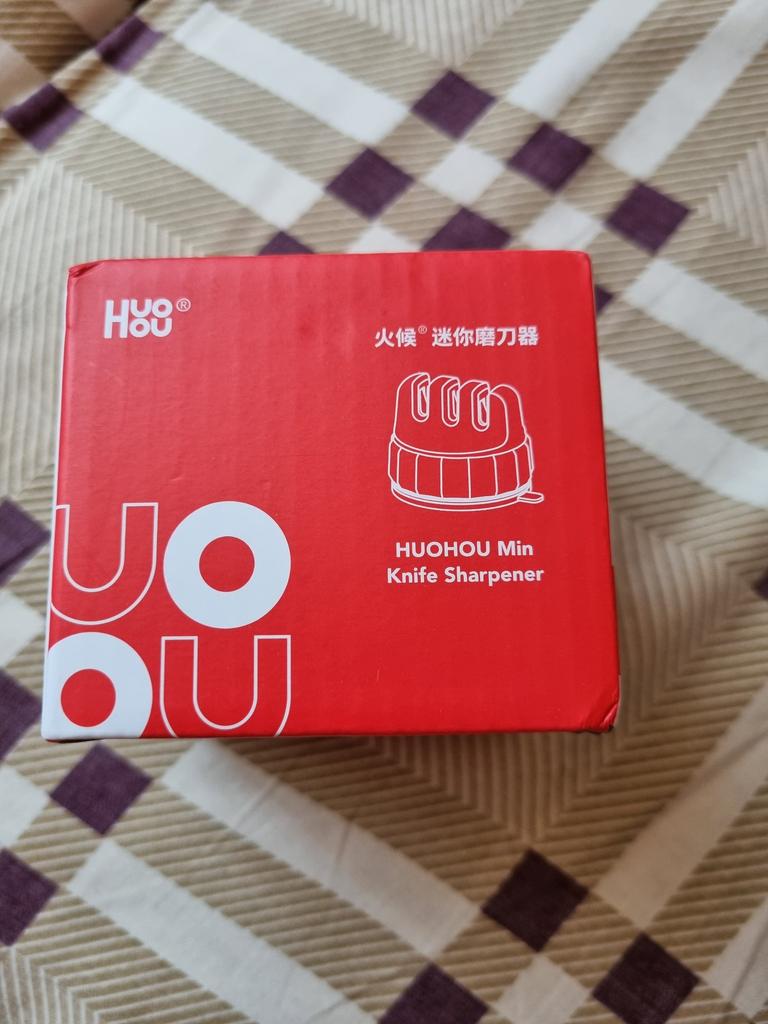 HUO
HOU®
火候® 迷你磨刀器
HUOHOU Min
Knife Sharpener
UO
OU